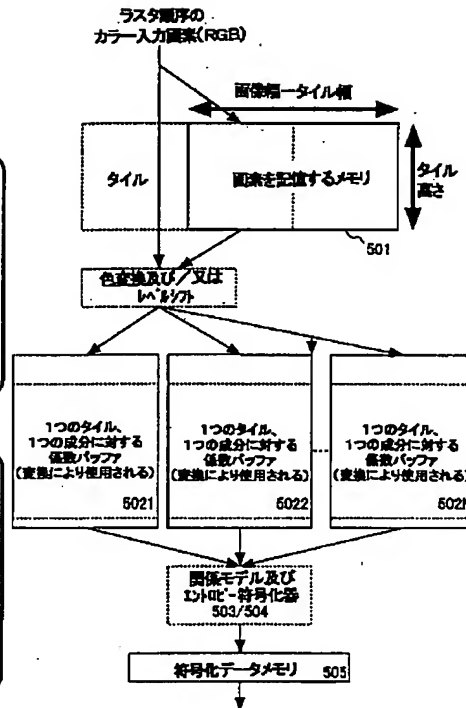 ラスタ順序の
カラー入力画素(RGB)
画像幅ータイル幅
タイル
画素を記憶するメモリ
タイル
高さ
501
色変換及び/又は
レベルシフト
1つのタイル、
1つの成分に対する
係数バッファ
(変換により使用される)
5021
1つのタイル、
1つの成分に対する
係数バッファ
(変換により使用される)
5022
1つのタイル、
1つの成分に対する
係数バッファ
(変換により使用される)
502
関係モデル及び
エントロピー符号化器
503/504
符号化データメモリ
505